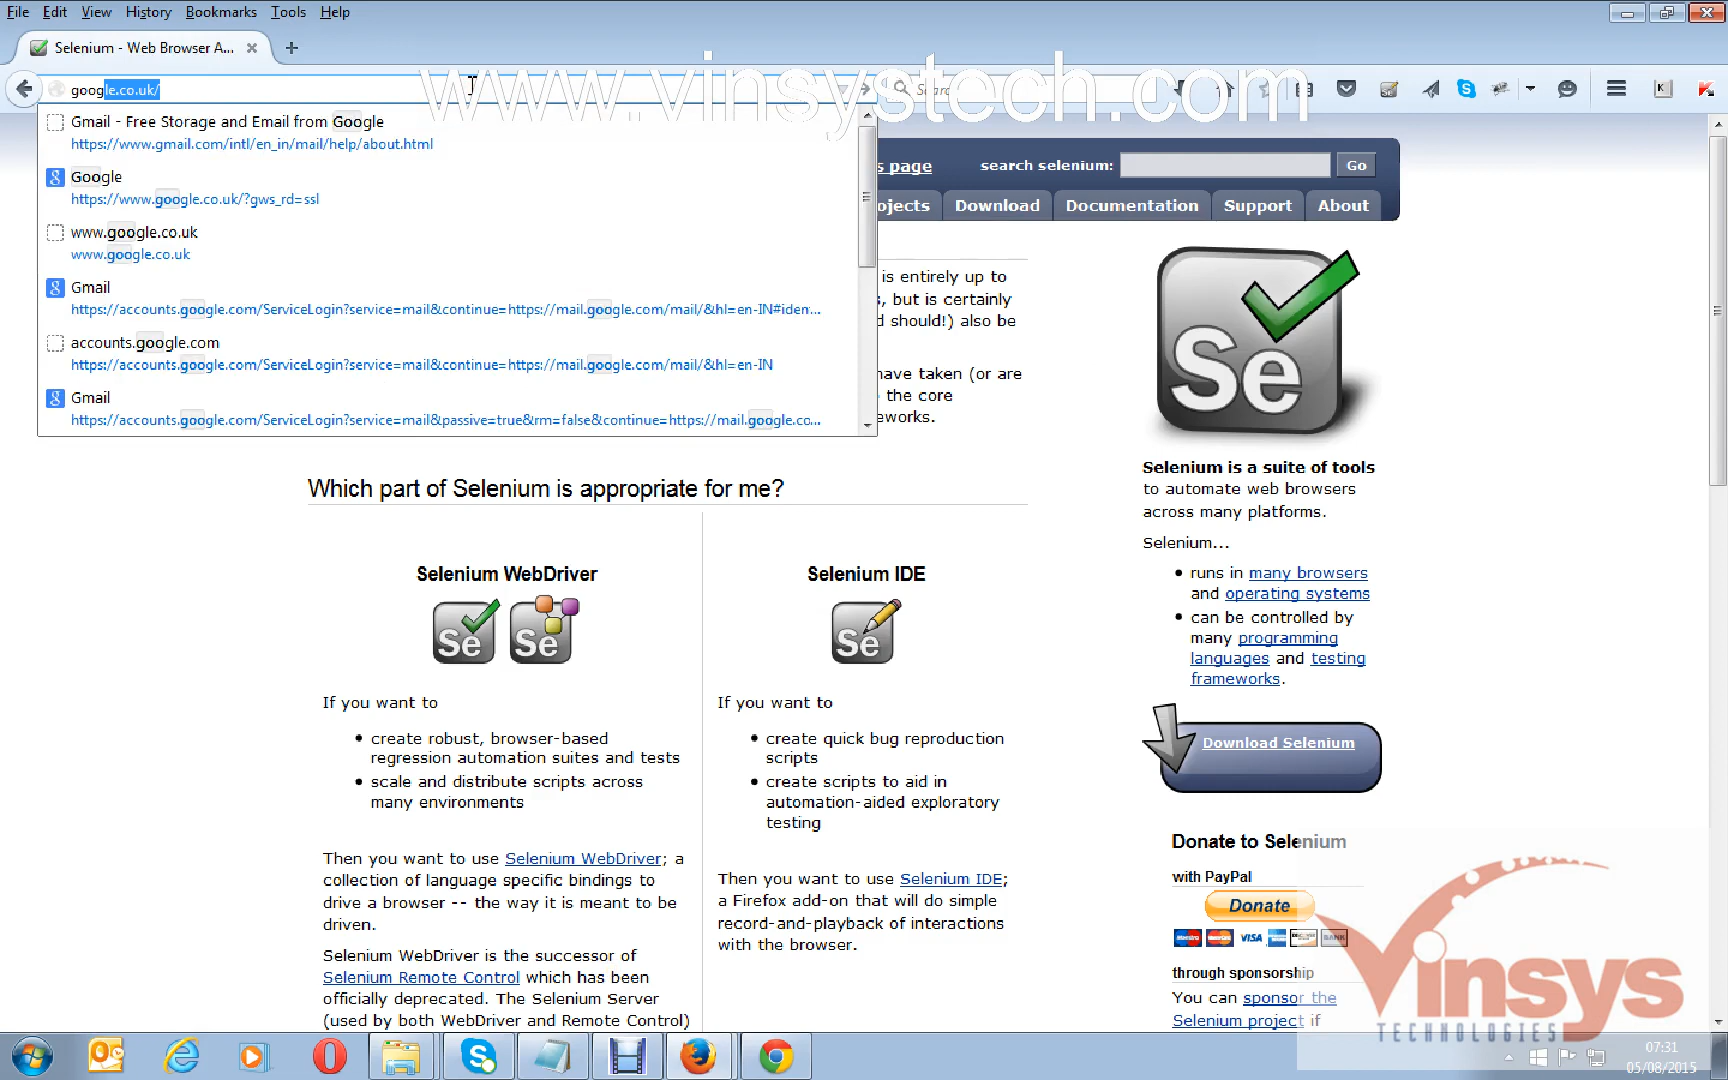 File Edit View History Bookmarks Tools Help
Selenium - Web Browser A...
google.co.uk/
www.vinsystech.com
Gmail - Free Storage and Email from Google
https://www.gmail.com/intl/en_in/mail/help/about.html
Google
https://www.google.co.uk/?gws_rd=ssl
www.google.co.uk
www.google.co.uk
Gmail
https://accounts.google.com/ServiceLogin?service=mail&continue=https://mail.google.com/mail/&hl=en-IN#iden...
accounts.google.com
https://accounts.google.com/ServiceLogin?service=mail&continue=https://mail.google.com/mail/&hl=en-IN
Gmail
https://accounts.google.com/ServiceLogin?service=mail&passive=true&rm=false&continue=https://mail.google.co...
s page
search selenium:
Go
ojects Download Documentation Support About
is entirely up to
, but is certainly
d should!) also be
have taken (or are
the core
eworks.
Which part of Selenium is appropriate for me?
Selenium WebDriver
Se Se
If you want to
• create robust, browser-based
regression automation suites and tests
• scale and distribute scripts across
many environments
Then you want to use Selenium WebDriver; a
collection of language specific bindings to
drive a browser -- the way it is meant to be
driven.
Selenium WebDriver is the successor of
Selenium Remote Control which has been
officially deprecated. The Selenium Server
(used by both WebDriver and Remote Control)
Selenium IDE
Se
If you want to
• create quick bug reproduction
scripts
• create scripts to aid in
automation-aided exploratory
testing
Then you want to use Selenium IDE;
a Firefox add-on that will do simple
record-and-playback of interactions
with the browser.
Se
Selenium is a suite of tools
to automate web browsers
across many platforms.
Selenium...
• runs in many browsers
and operating systems
• can be controlled by
many programming
languages and testing
frameworks.
Download Selenium
Donate to Selenium
with PayPal
Donate
VISA
BANK
through sponsorship
You can sponsor the
Selenium project if
Vinsys
TECHNOLOGIES
07:31
05/08/2015